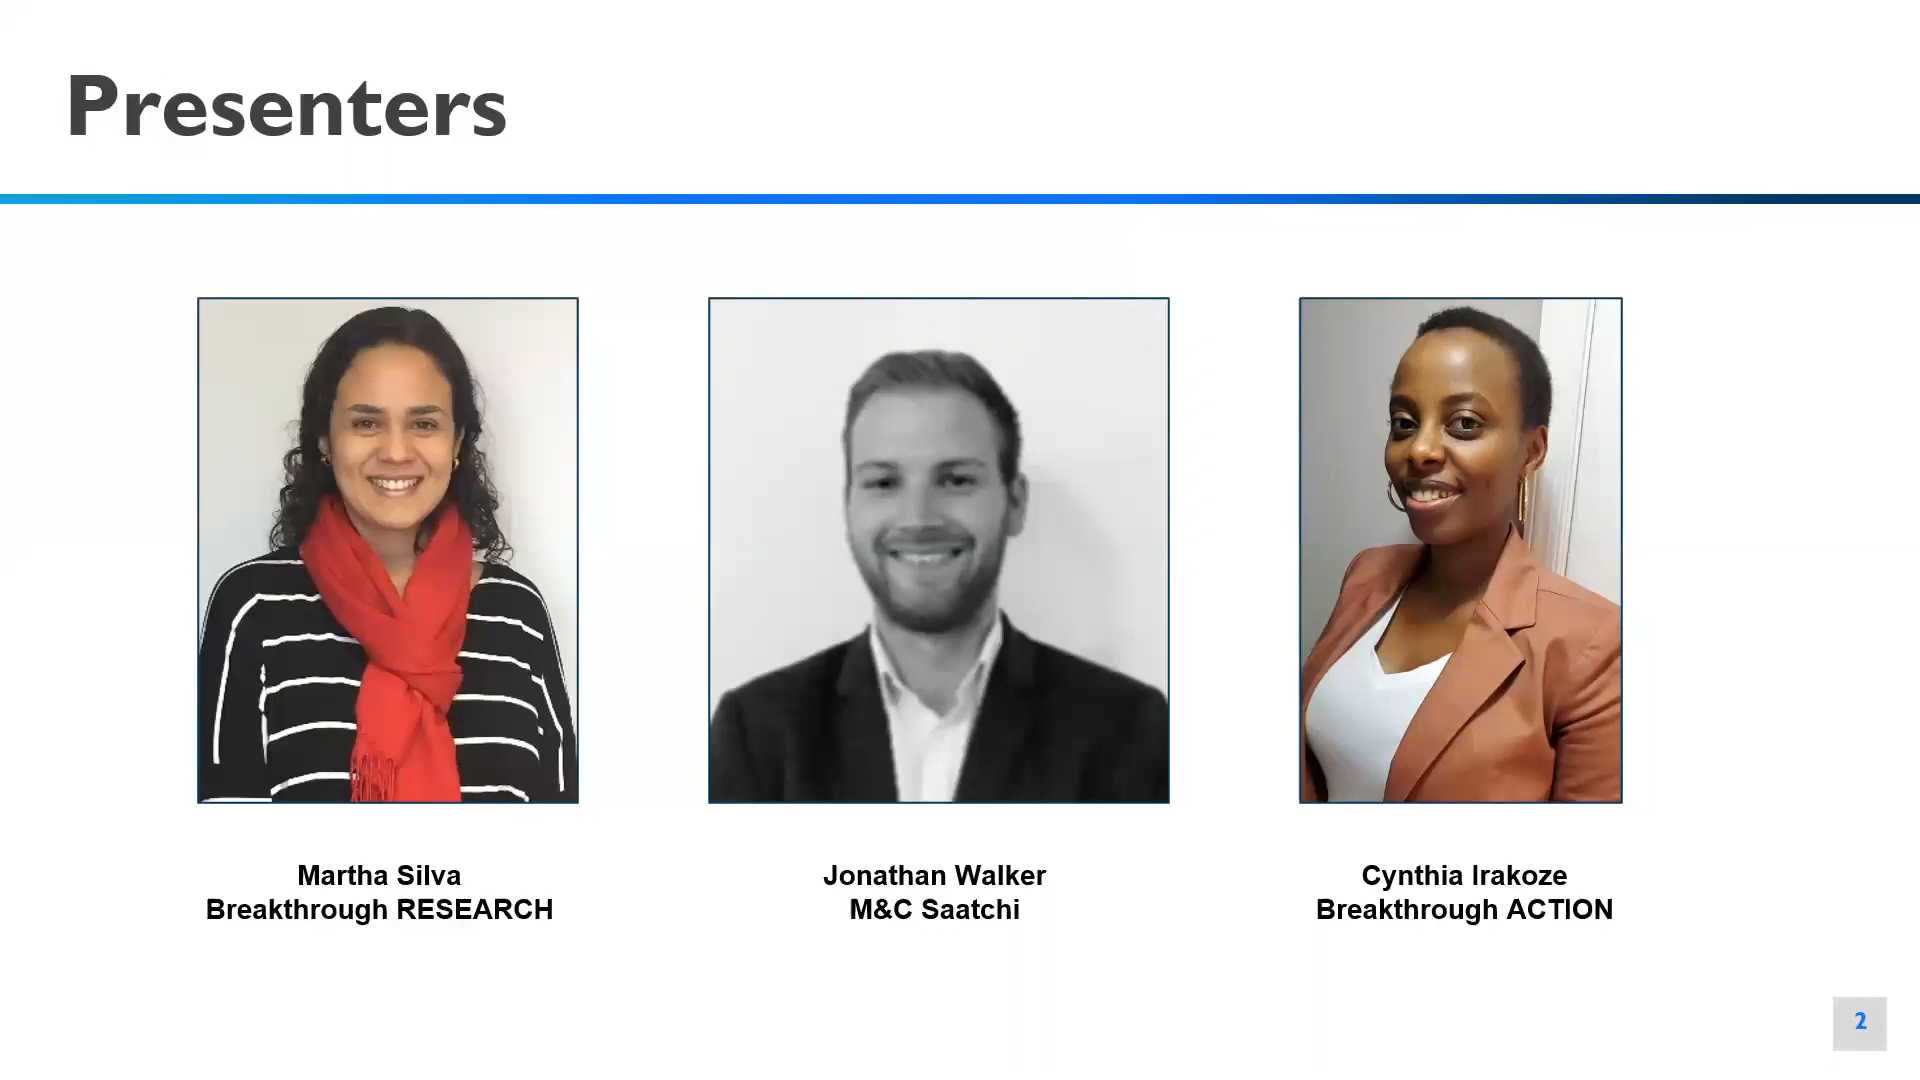 Presenters
Martha Silva
Breakthrough RESEARCH
Jonathan Walker
M&C Saatchi
Cynthia Irakoze
Breakthrough ACTION
2